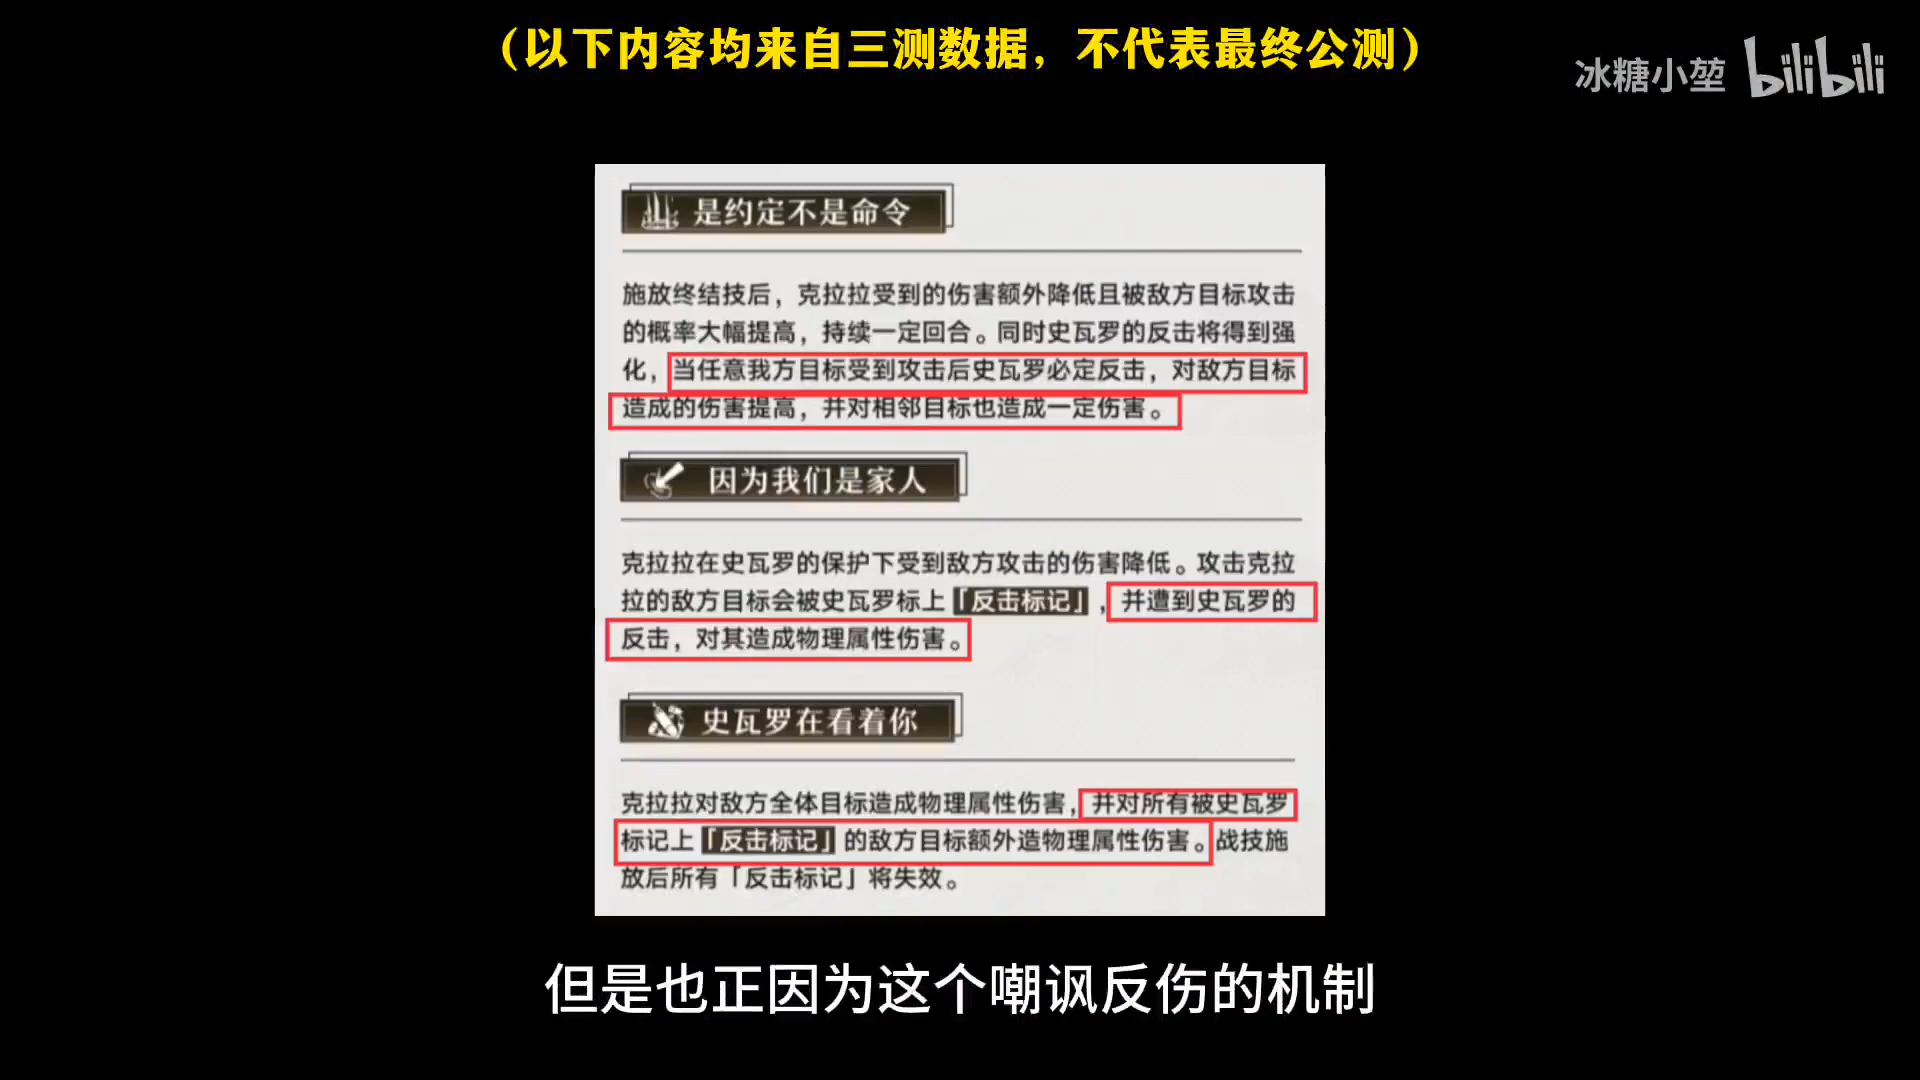 （以下内容均来自三测数据，不代表最终公测）
冰糖小堃 bilibili
是约定不是命令
施放终结技后，克拉拉受到的伤害额外降低且被敌方目标攻击
的概率大幅提高，持续一定回合。同时史瓦罗的反击将得到强
化，当任意我方目标受到攻击后史瓦罗必定反击，对敌方目标
造成的伤害提高，并对相邻目标也造成一定伤害。
因为我们是家人
克拉拉在史瓦罗的保护下受到敌方攻击的伤害降低。攻击克拉
拉的敌方目标会被史瓦罗标上「反击标记」，并遭到史瓦罗的
反击，对其造成物理属性伤害。
史瓦罗在看着你
克拉拉对敌方全体目标造成物理属性伤害，并对所有被史瓦罗
标记上「反击标记」的敌方目标额外造物理属性伤害。战技施
放后所有「反击标记」将失效。
但是也正因为这个嘲讽反伤的机制